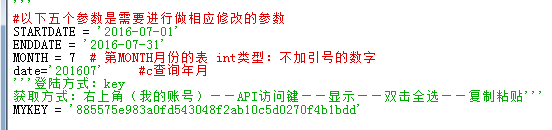 '''
#以下五个参数是需要进行做相应修改的参数
STARTDATE = '2016-07-01'
ENDDATE = '2016-07-31'
MONTH = 7  # 第MONTH月份的表 int类型：不加引号的数字
date='201607'     #c查询年月
'''登陆方式：key
获取方式：右上角（我的账号）——API访问键——显示——双击全选——复制粘贴'''
MYKEY = '885575e983a0fd543048f2ab10c5d0270f4b1bdd'